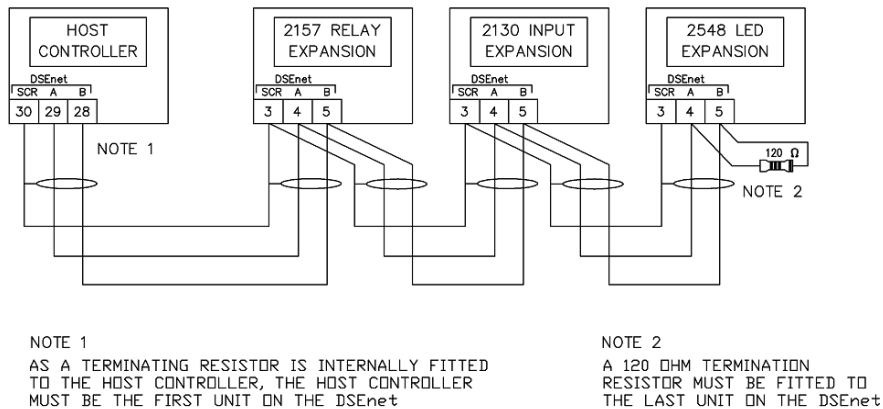 HOST
CONTROLLER
2157 RELAY
EXPANSION
2130 INPUT
EXPANSION
2548 LED
EXPANSION
DSEnet
SCR A B
30 29 28
DSEnet
SCR A B
3 4 5
DSEnet
SCR A B
3 4 5
DSEnet
SCR A B
3 4 5
NOTE 1
120 Ω
NOTE 2
NOTE 1
AS A TERMINATING RESISTOR IS INTERNALLY FITTED
TO THE HOST CONTROLLER, THE HOST CONTROLLER
MUST BE THE FIRST UNIT ON THE DSEnet
NOTE 2
A 120 OHM TERMINATION
RESISTOR MUST BE FITTED TO
THE LAST UNIT ON THE DSEnet